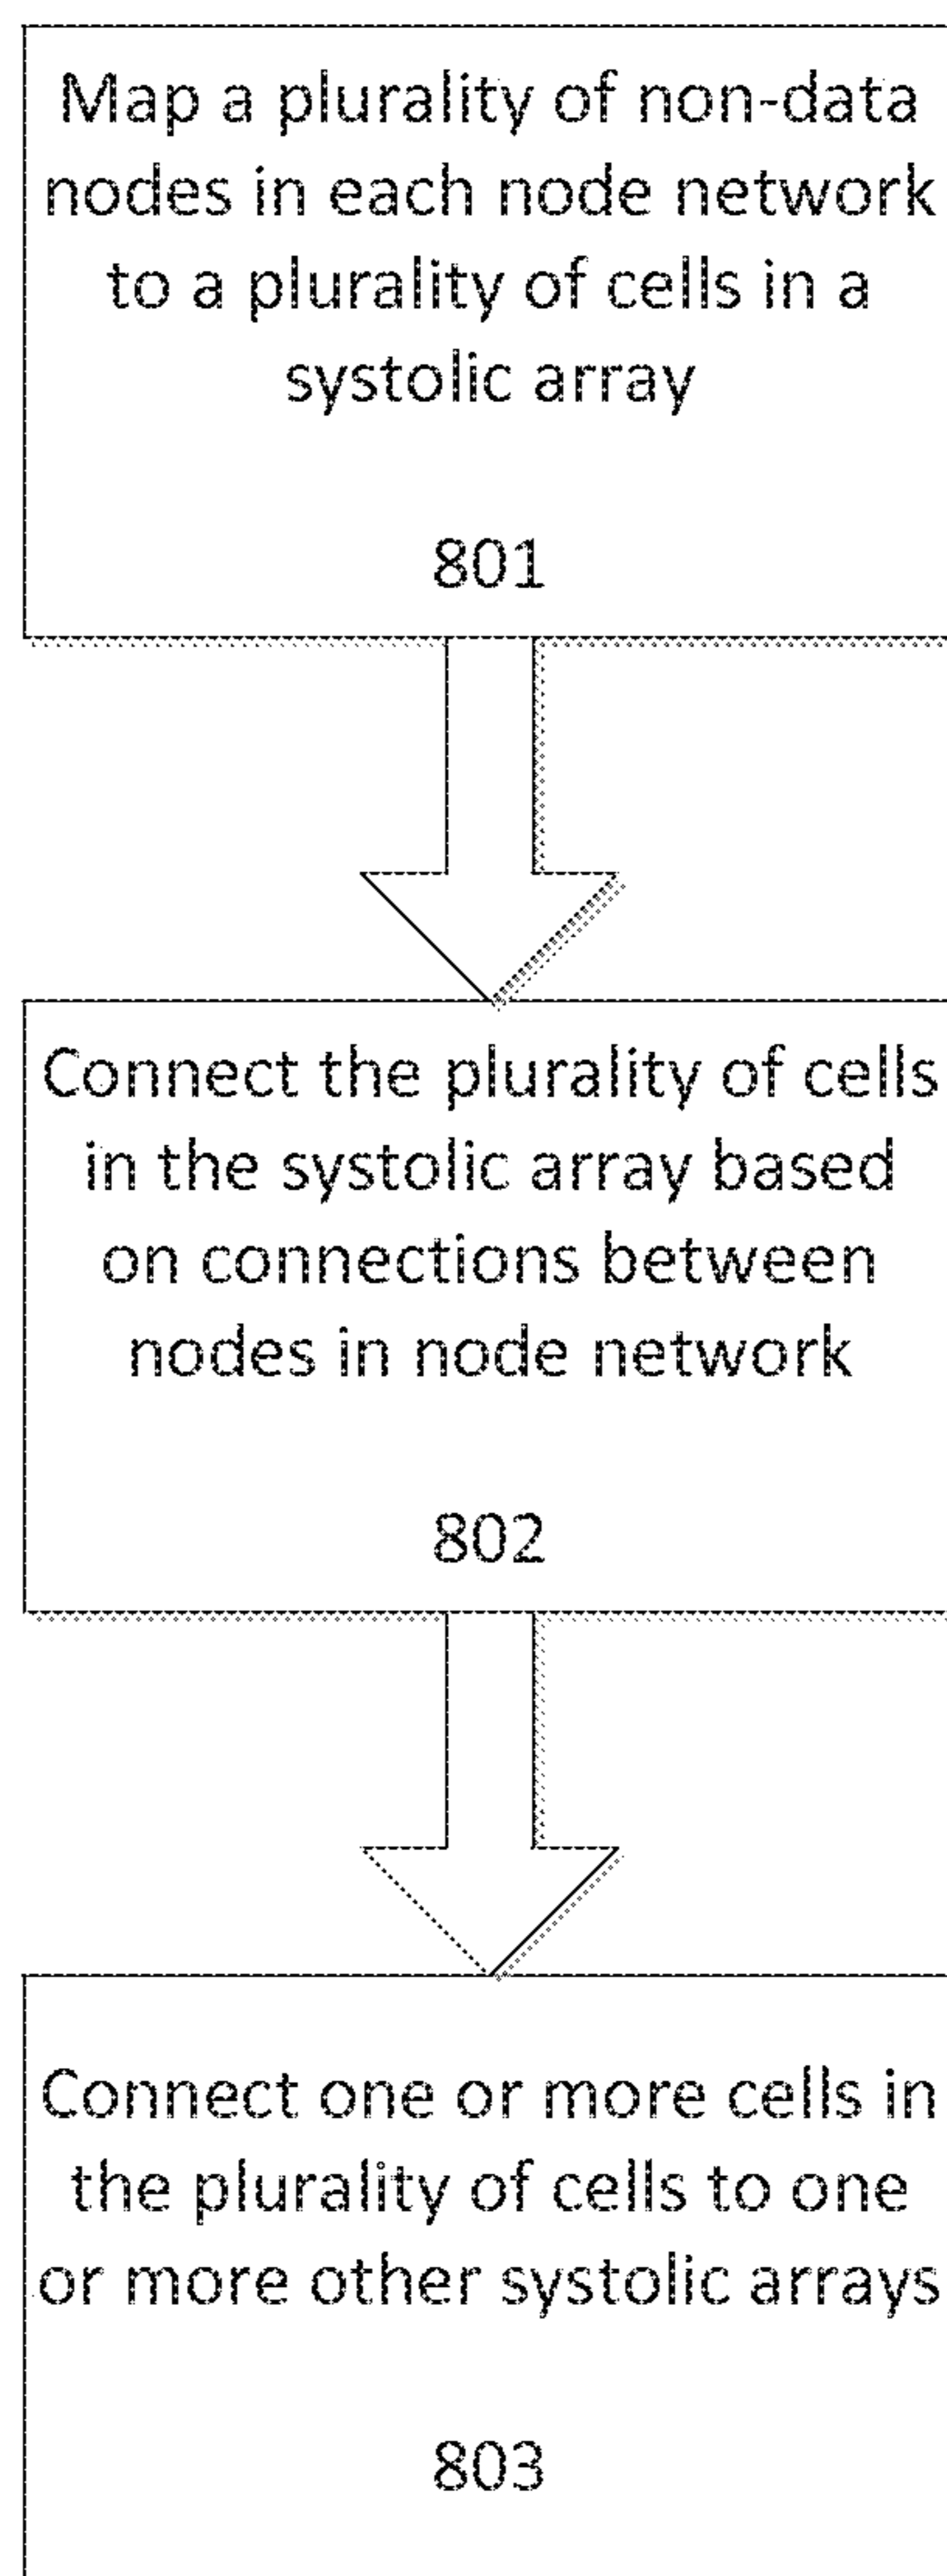 Map a plurality of non-data
nodes in each node network
to a plurality of cells in a
systolic array
801
Connect the plurality of cells
in the systolic array based
on connections between
nodes in node network
802
Connect one or more cells in
the plurality of cells to one
or more other systolic arrays
803